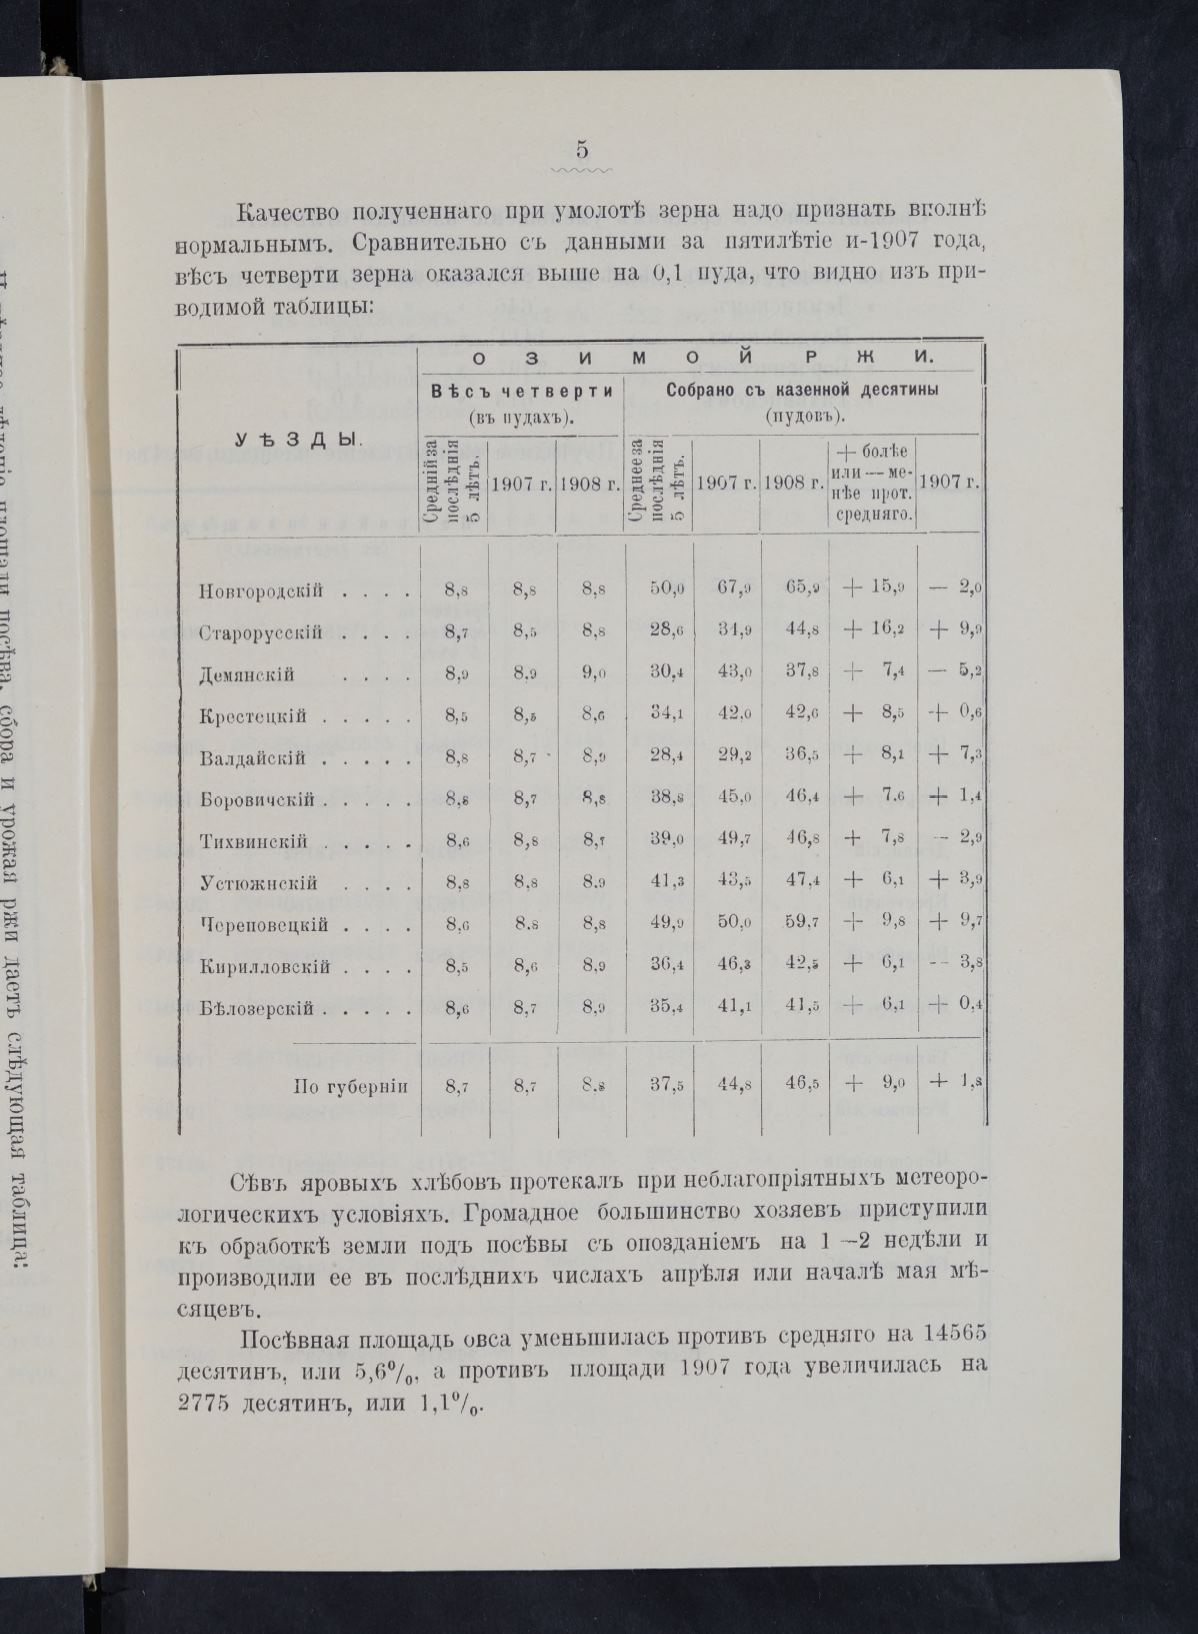 5
Качество полученнаго при умолотѣ зерна надо признать вполнѣ
нормальнымъ. Сравнительно съ данными за пятилѣтіе и-1907 года,
вѣсъ четверти зерна оказался выше на 0,1 пуда, что видно изъ при-
водимой таблицы:
УѢЗДЫ.
ОЗИМОЙ РЖИ.
Вѣсъ четверти
(въ пудахъ).
Собрано съ казенной десятины
(пудовъ).
Средній за послѣднія 5 лѣтъ.
1907 г.
1908 г.
Среднее за послѣднія 5 лѣтъ.
1907 г.
1908 г.
+ болѣе
или — ме-
нѣе прот.
средняго.
1907 г.
Новгородскій . . . . 8,8 8,8 8,8 50,0 67,9 65,9 + 15,9 — 2,0
Старорусскій . . . . 8,7 8,5 8,8 28,6 34,9 44,8 + 16,2 + 9,9
Демянскій . . . . 8,9 8,9 9,0 30,4 43,0 37,8 + 7,4 — 5,2
Крестецкій . . . . . 8,5 8,5 8,6 34,1 42,0 42,6 + 8,5 + 0,6
Валдайскій . . . . . 8,8 8,7 8,9 28,4 29,2 36,5 + 8,1 + 7,3
Боровичскій . . . . . 8,8 8,7 8,8 38,8 45,0 46,4 + 7,6 + 1,4
Тихвинскій . . . . . 8,6 8,8 8,7 39,0 49,7 46,8 + 7,8 — 2,9
Устюжнскій . . . . 8,8 8,8 8,9 41,3 43,5 47,4 + 6,1 + 3,9
Череповецкій . . . . 8,6 8,8 8,8 49,9 50,0 59,7 + 9,8 + 9,7
Кирилловскій . . . . 8,5 8,6 8,9 36,4 46,3 42,5 + 6,1 — 3,8
Бѣлозерскій . . . . . 8,6 8,7 8,9 35,4 41,1 41,5 + 6,1 + 0,4
По губерніи 8,7 8,7 8,8 37,5 44,8 46,5 + 9,0 + 1,8
Сѣвъ яровыхъ хлѣбовъ протекалъ при неблагопріятныхъ метеоро-
логическихъ условіяхъ. Громадное большинство хозяевъ приступили
къ обработкѣ земли подъ посѣвы съ опозданіемъ на 1—2 недѣли и
производили ее въ послѣднихъ числахъ апрѣля или началѣ мая мѣ-
сяцевъ.
Посѣвная площадь овса уменьшилась противъ средняго на 14565
десятинъ, или 5,6%, а противъ площади 1907 года увеличилась на
2775 десятинъ, или 1,1%.
площади посѣва, сбора и урожая ржи даетъ слѣдующая таблица: